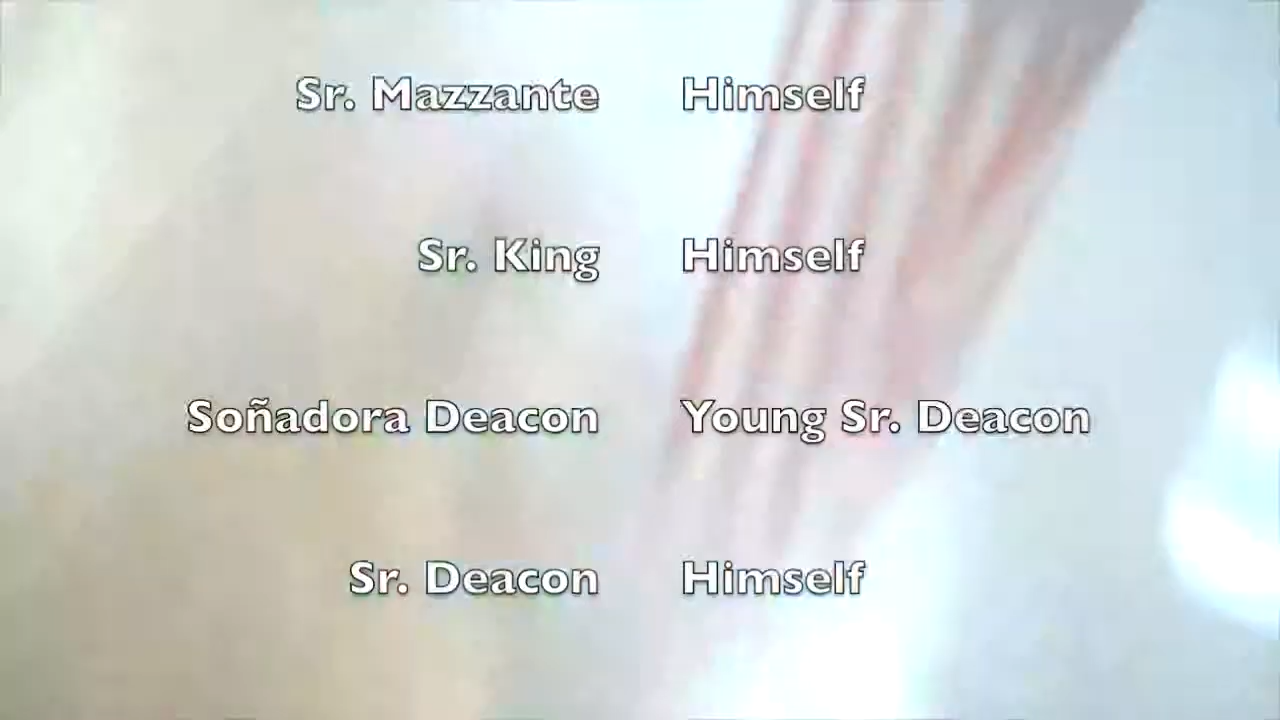 Sr. Mazzante Himself
Sr. King Himself
Soñadora Deacon Young Sr. Deacon
Sr. Deacon Himself